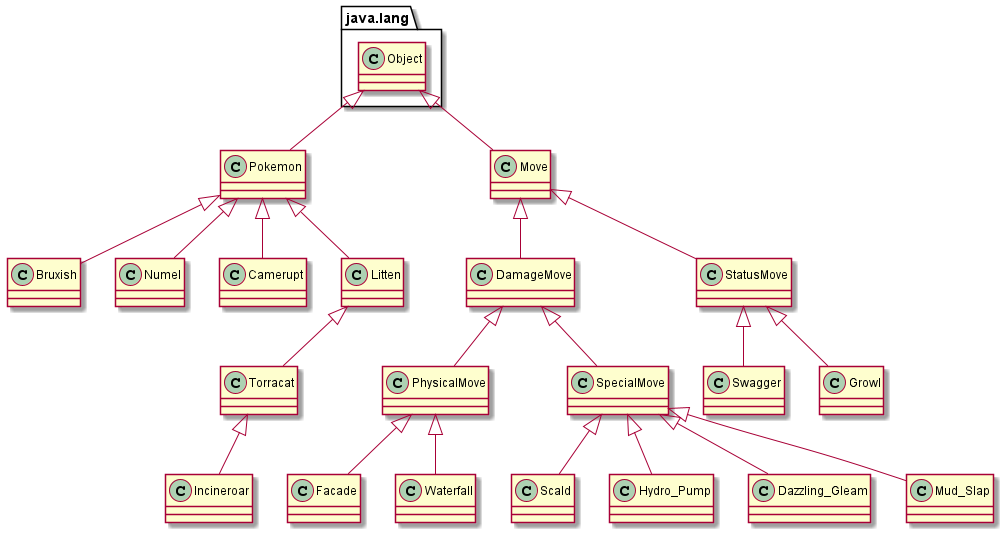 java.lang
C Object
C Pokemon
C Move
C Bruxish
C Numel
C Camerupt
C Litten
C DamageMove
C StatusMove
C Torracat
C PhysicalMove
C SpecialMove
C Swagger
C Growl
C Incineroar
C Facade
C Waterfall
C Scald
C Hydro_Pump
C Dazzling_Gleam
C Mud_Slap